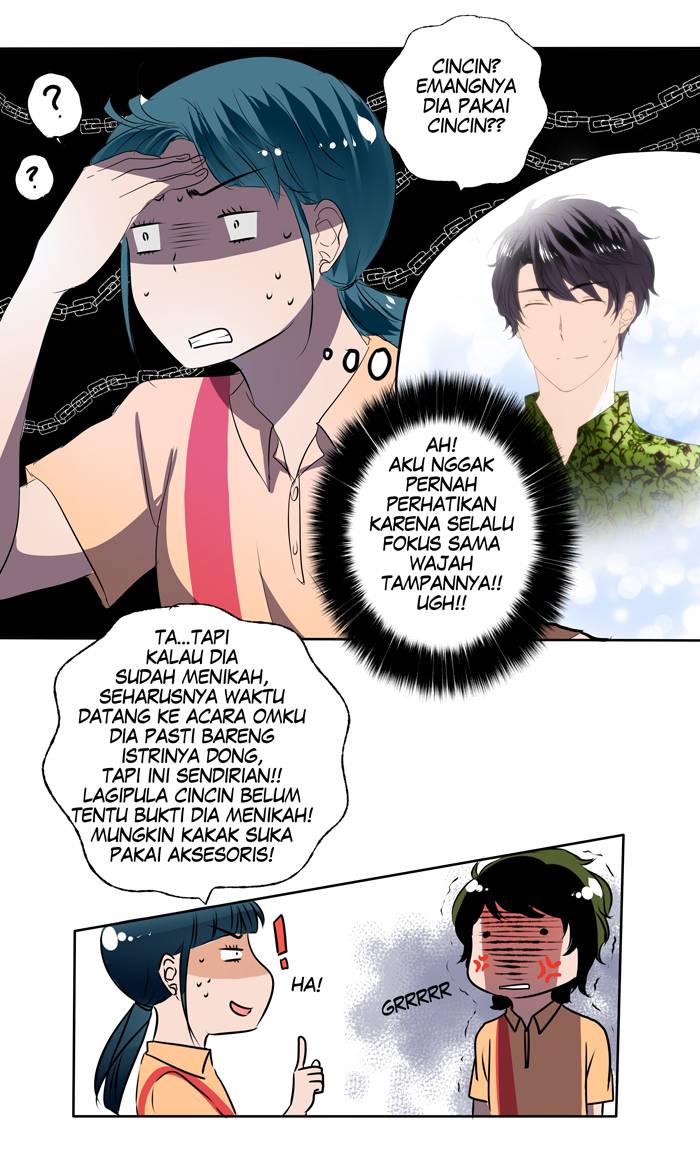 ?
?
CINCIN?
EMANGNYA
DIA PAKAI
CINCIN??
AH!
AKU NGGAK
PERNAH
PERHATIKAN
KARENA SELALU
FOKUS SAMA
WAJAH
TAMPANNYA!!
UGH!!
TA...TAPI
KALAU DIA
SUDAH MENIKAH,
SEHARUSNYA WAKTU
DATANG KE ACARA OMKU
DIA PASTI BARENG
ISTRINYA DONG,
TAPI INI SENDIRIAN!!
LAGIPULA CINCIN BELUM
TENTU BUKTI DIA MENIKAH!
MUNGKIN KAKAK SUKA
PAKAI AKSESORIS!
!
HA!
GRRRRR